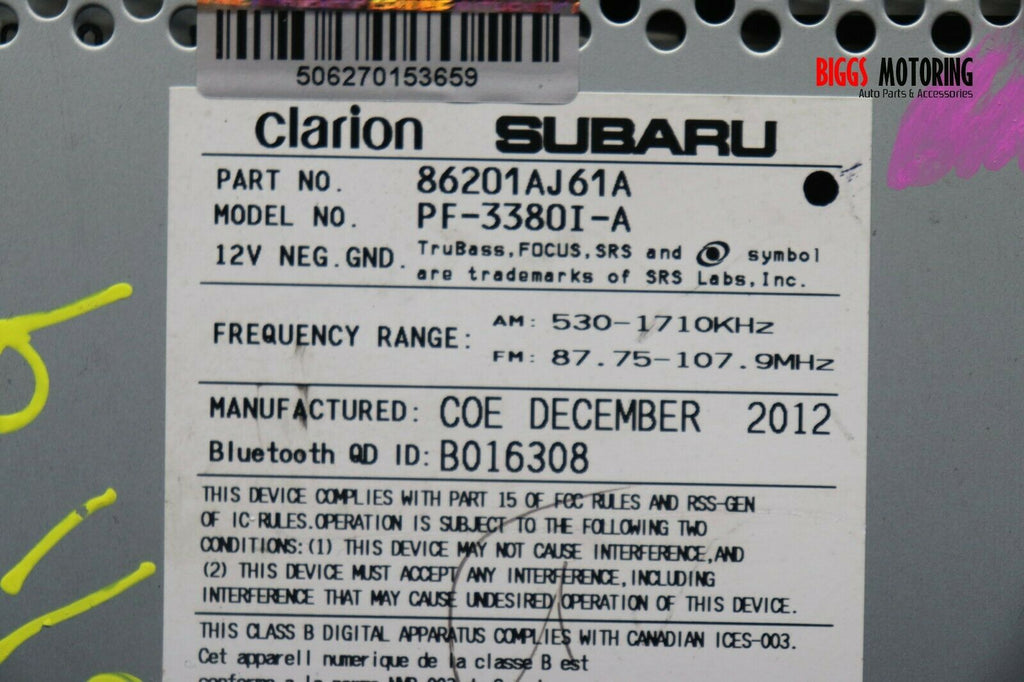 506270153659
BIGGS MOTORING
Auto Parts & Accessories
clarion SUBARU
PART NO. 86201AJ61A
MODEL NO. PF-3380I-A
12V NEG.GND. TruBass,FOCUS,SRS and symbol
are trademarks of SRS Labs,Inc.
FREQUENCY RANGE: AM: 530-1710KHz
FM: 87.75-107.9MHz
MANUFACTURED: COE DECEMBER 2012
Bluetooth QD ID: B016308
THIS DEVICE COMPLIES WITH PART 15 OF FCC RULES AND RSS-GEN
OF IC-RULES.OPERATION IS SUBJECT TO THE FOLLOWING TWO
CONDITIONS:(1) THIS DEVICE MAY NOT CAUSE INTERFERENCE,AND
(2) THIS DEVICE MUST ACCEPT ANY INTERFERENCE,INCLUDING
INTERFERENCE THAT MAY CAUSE UNDESIRED OPERATION OF THIS DEVICE.
THIS CLASS B DIGITAL APPARATUS COMPLIES WITH CANADIAN ICES-003.
Cet appareil numerique de la classe B est